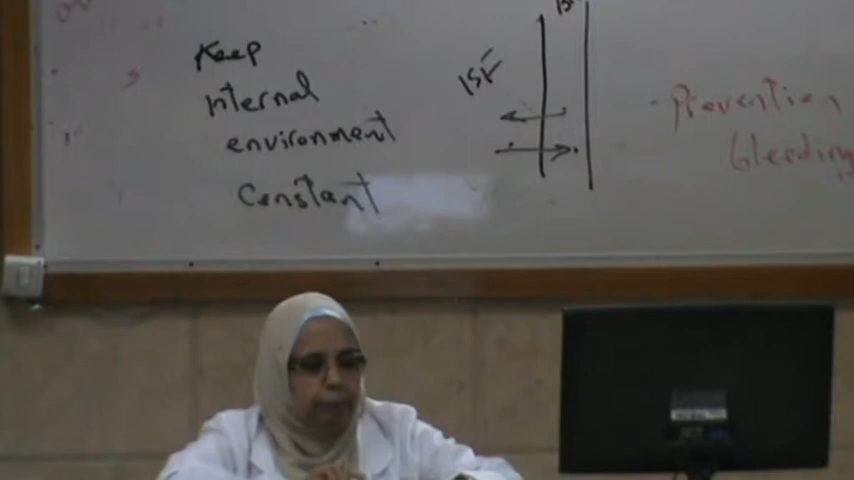 Keep
Internal
environment
Constant
ISF
- Prevention
bleeding